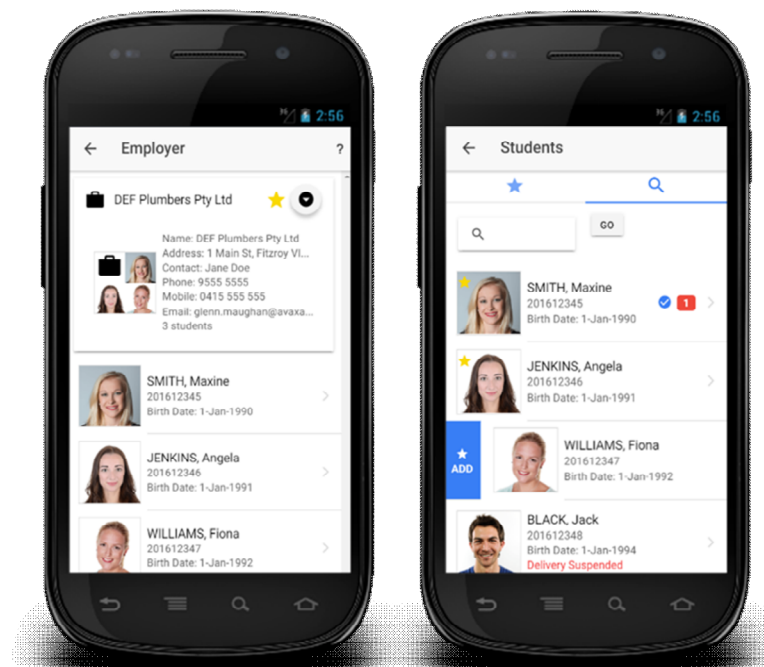 2:56
Employer
?
DEF Plumbers Pty Ltd
Name: DEF Plumbers Pty Ltd
Address: 1 Main St, Fitzroy VI...
Contact: Jane Doe
Phone: 9555 5555
Mobile: 0415 555 555
Email: glenn.maughan@avaxa...
3 students
SMITH, Maxine
201612345
Birth Date: 1-Jan-1990
JENKINS, Angela
201612346
Birth Date: 1-Jan-1991
WILLIAMS, Fiona
201612347
Birth Date: 1-Jan-1992
2:56
Students
GO
SMITH, Maxine
201612345
1
Birth Date: 1-Jan-1990
JENKINS, Angela
201612346
Birth Date: 1-Jan-1991
ADD
WILLIAMS, Fiona
201612347
Birth Date: 1-Jan-1992
BLACK, Jack
201612348
Birth Date: 1-Jan-1994
Delivery Suspended